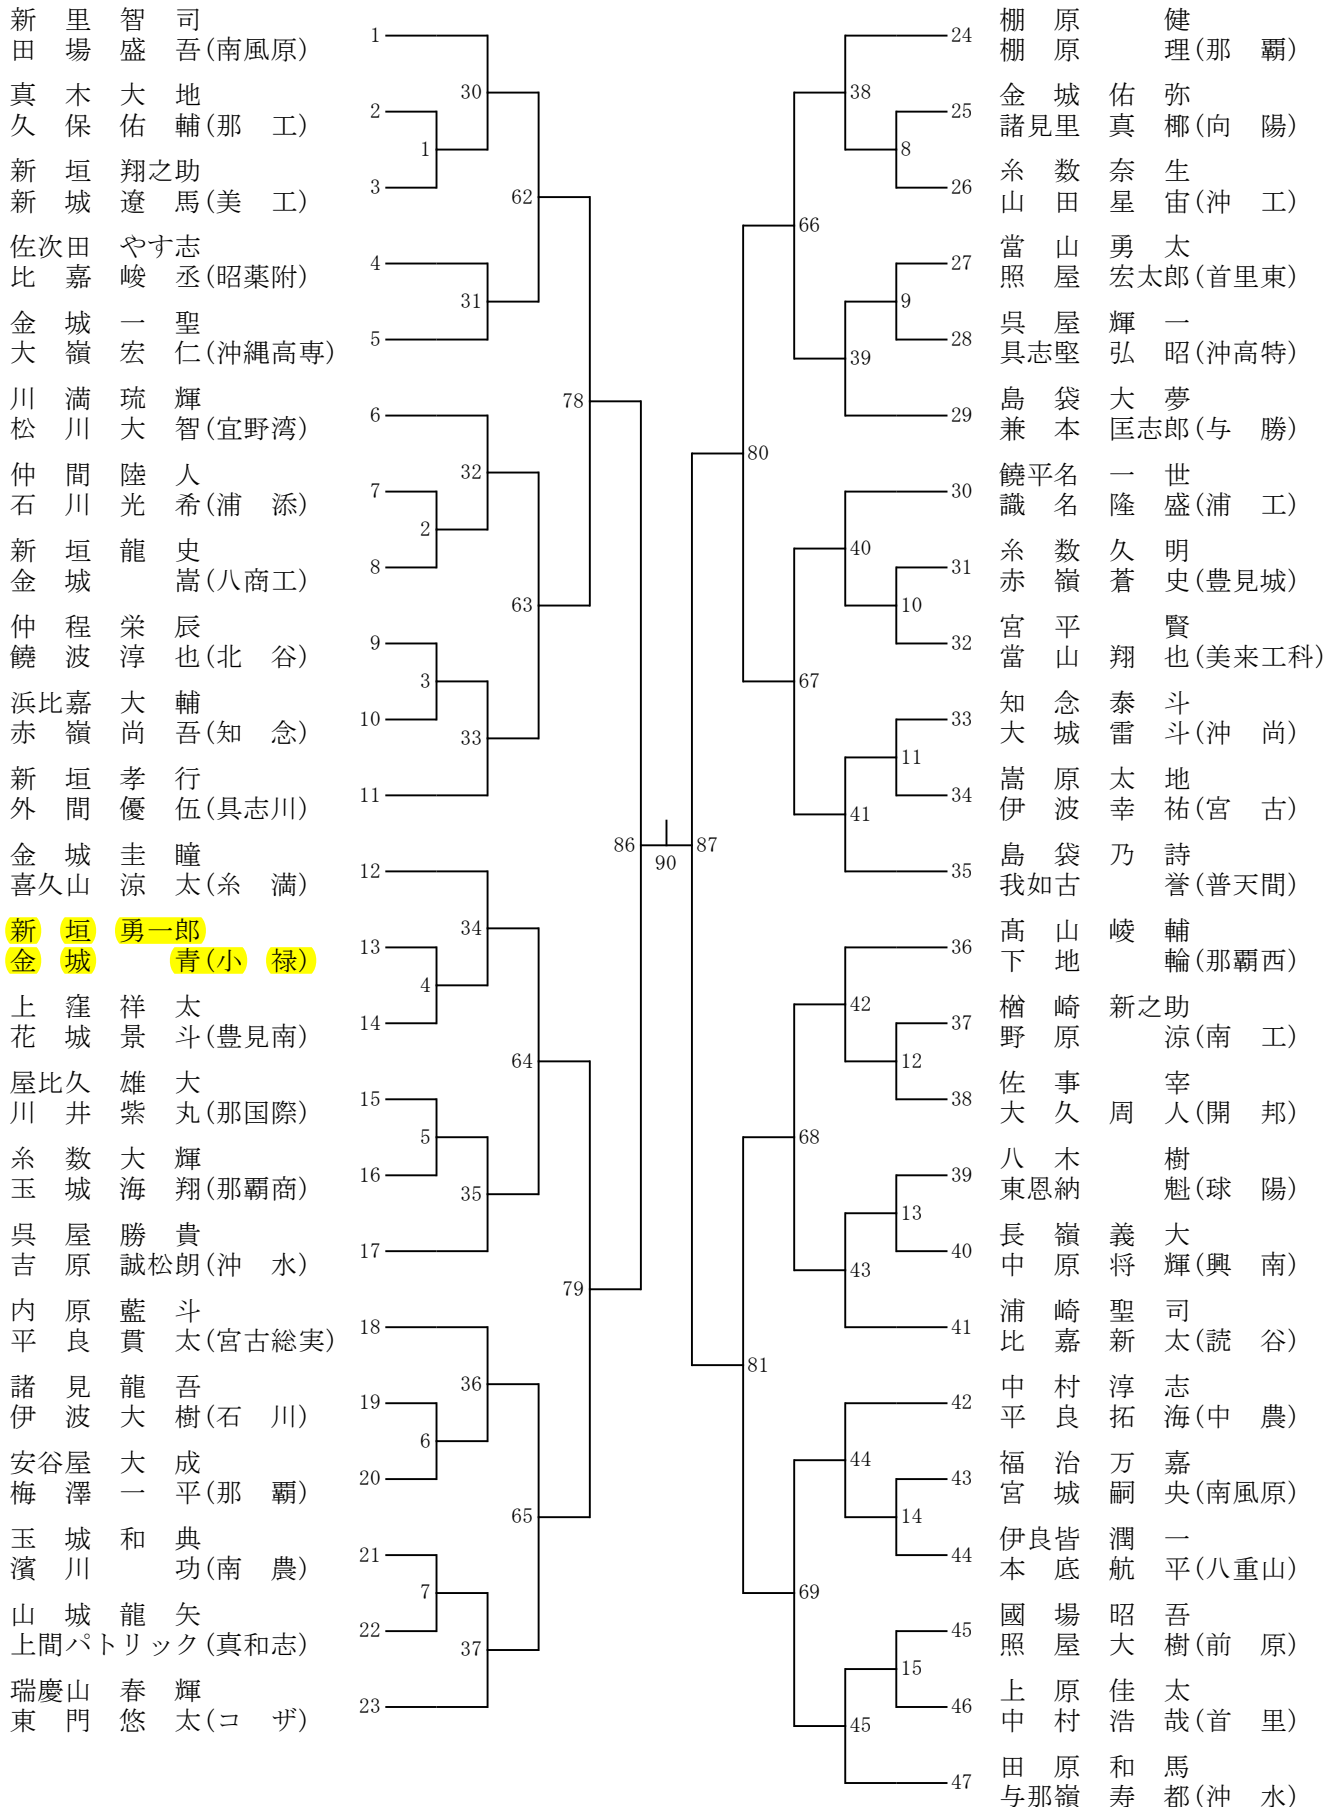 新里智司
田場盛吾(南風原) 1
真木大地
久保佑輔(那工) 2
新垣翔之助
新城遼馬(美工) 3
佐次田やす志
比嘉峻丞(昭薬附) 4
金城一聖
大嶺宏仁(沖縄高専) 5
川満琉輝
松川大智(宜野湾) 6
仲間陸人
石川光希(浦添) 7
新垣龍史
金城嵩(八商工) 8
仲程栄辰
饒波淳也(北谷) 9
浜比嘉大輔
赤嶺尚吾(知念) 10
新垣孝行
外間優伍(具志川) 11
金城圭瞳
喜久山涼太(糸満) 12
新垣勇一郎
金城青(小禄) 13
上窪祥太
花城景斗(豊見南) 14
屋比久雄大
川井紫丸(那国際) 15
糸数大輝
玉城海翔(那覇商) 16
呉屋勝貴
吉原誠松朗(沖水) 17
内原藍斗
平良貫太(宮古総実) 18
諸見龍吾
伊波大樹(石川) 19
安谷屋大成
梅澤一平(那覇) 20
玉城和典
濱川功(南農) 21
山城龍矢
上間パトリック(真和志) 22
瑞慶山春輝
東門悠太(コザ) 23
1
2
3
4
5
6
7
30
31
32
33
34
35
36
37
62
63
64
65
78
79
86
90
87
80
81
66
67
68
69
38
39
40
41
42
43
44
45
8
9
10
11
12
13
14
15
棚原健
24 棚原理(那覇)
金城佑弥
25 諸見里真椰(向陽)
糸数奈生
26 山田星宙(沖工)
當山勇太
27 照屋宏太郎(首里東)
呉屋輝一
28 具志堅弘昭(沖高特)
島袋大夢
29 兼本匡志郎(与勝)
饒平名一世
30 識名隆盛(浦工)
糸数久明
31 赤嶺蒼史(豊見城)
宮平賢
32 當山翔也(美来工科)
知念泰斗
33 大城雷斗(沖尚)
嵩原太地
34 伊波幸祐(宮古)
島袋乃詩
35 我如古誉(普天間)
髙山崚輔
36 下地輪(那覇西)
楢崎新之助
37 野原涼(南工)
佐事宰
38 大久周人(開邦)
八木樹
39 東恩納魁(球陽)
長嶺義大
40 中原将輝(興南)
浦崎聖司
41 比嘉新太(読谷)
中村淳志
42 平良拓海(中農)
福治万嘉
43 宮城嗣央(南風原)
伊良皆潤一
44 本底航平(八重山)
國場昭吾
45 照屋大樹(前原)
上原佳太
46 中村浩哉(首里)
田原和馬
47 与那嶺寿都(沖水)